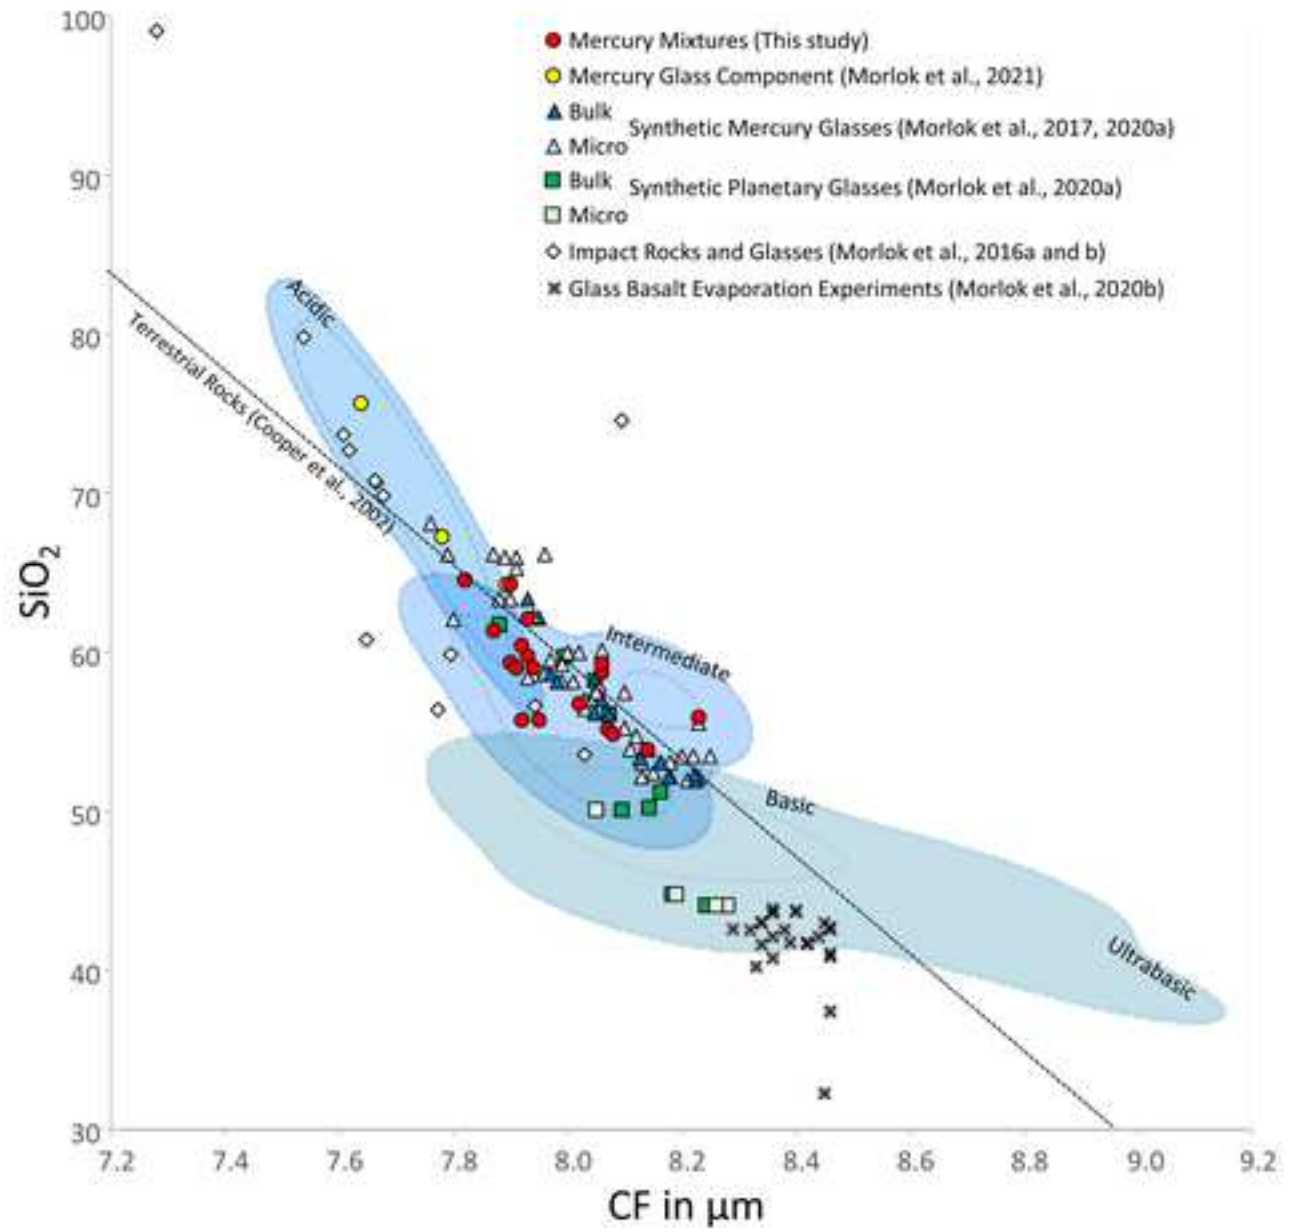 100
90
80
70
60
50
40
30
SiO2
7.2 7.4 7.6 7.8 8.0 8.2 8.4 8.6 8.8 9.0 9.2
CF in μm
Mercury Mixtures (This study)
Mercury Glass Component (Morlok et al., 2021)
Bulk
Synthetic Mercury Glasses (Morlok et al., 2017, 2020a)
Micro
Bulk
Synthetic Planetary Glasses (Morlok et al., 2020a)
Micro
Impact Rocks and Glasses (Morlok et al., 2016a and b)
Glass Basalt Evaporation Experiments (Morlok et al., 2020b)
Acidic
Terrestrial Rocks (Cooper et al., 2002)
Intermediate
Basic
Ultrabasic